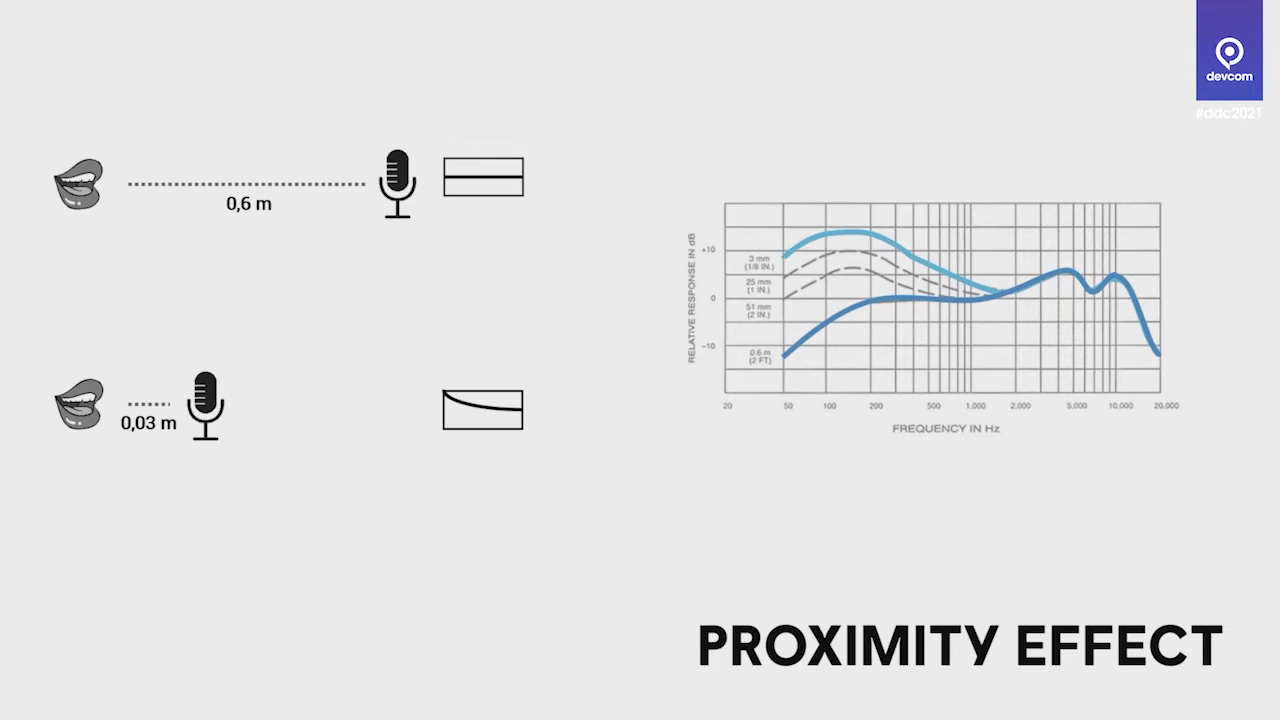 devcom
#ddc2021
0,6 m
0,03 m
RELATIVE RESPONSE IN dB
+10
0
-10
3 mm
(1/8 IN.)
25 mm
(1 IN.)
51 mm
(2 IN.)
0.6 m
(2 FT)
20 50 100 200 500 1,000 2,000 5,000 10,000 20,000
FREQUENCY IN Hz
PROXIMITY EFFECT